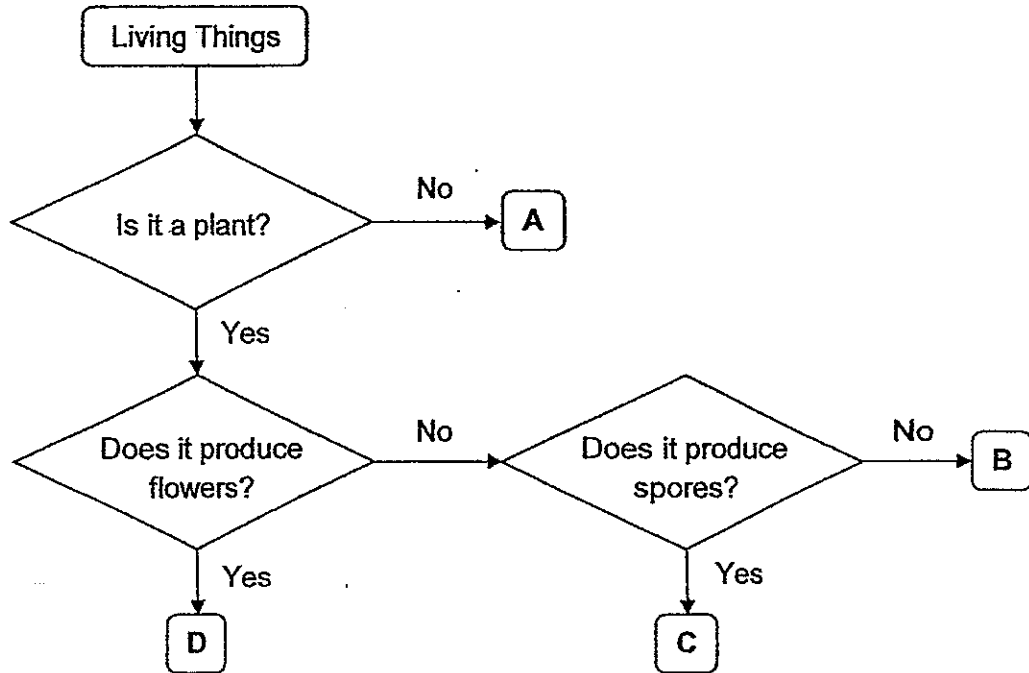 Living Things
No
Is it a plant?
A
Yes
Does it produce
flowers?
No
Does it produce
spores?
No
B
Yes
Yes
D
C